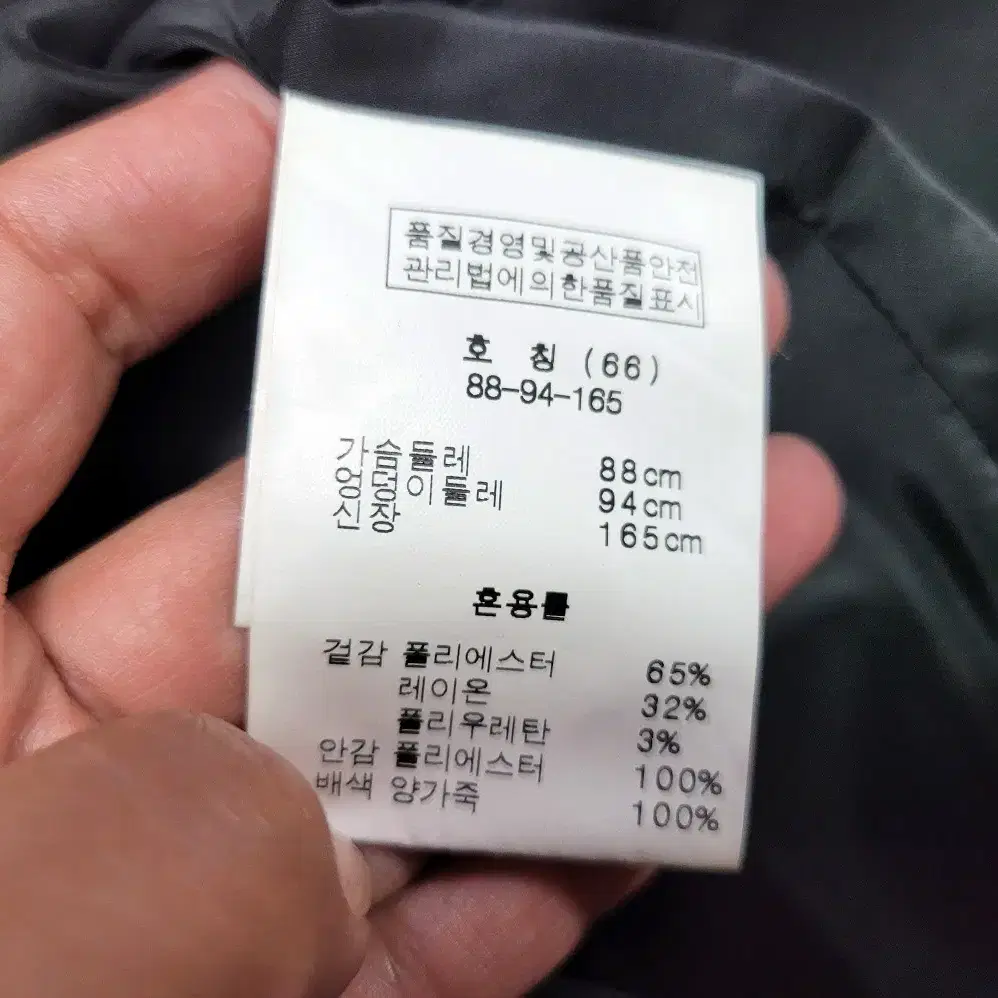 품질경영및공산품안전
관리법에의한품질표시
호 칭 (66)
88-94-165
가슴둘레 88cm
엉덩이둘레 94cm
신장 165cm
혼용률
겉감 폴리에스터 65%
레이온 32%
폴리우레탄 3%
안감 폴리에스터 100%
배색 양가죽 100%